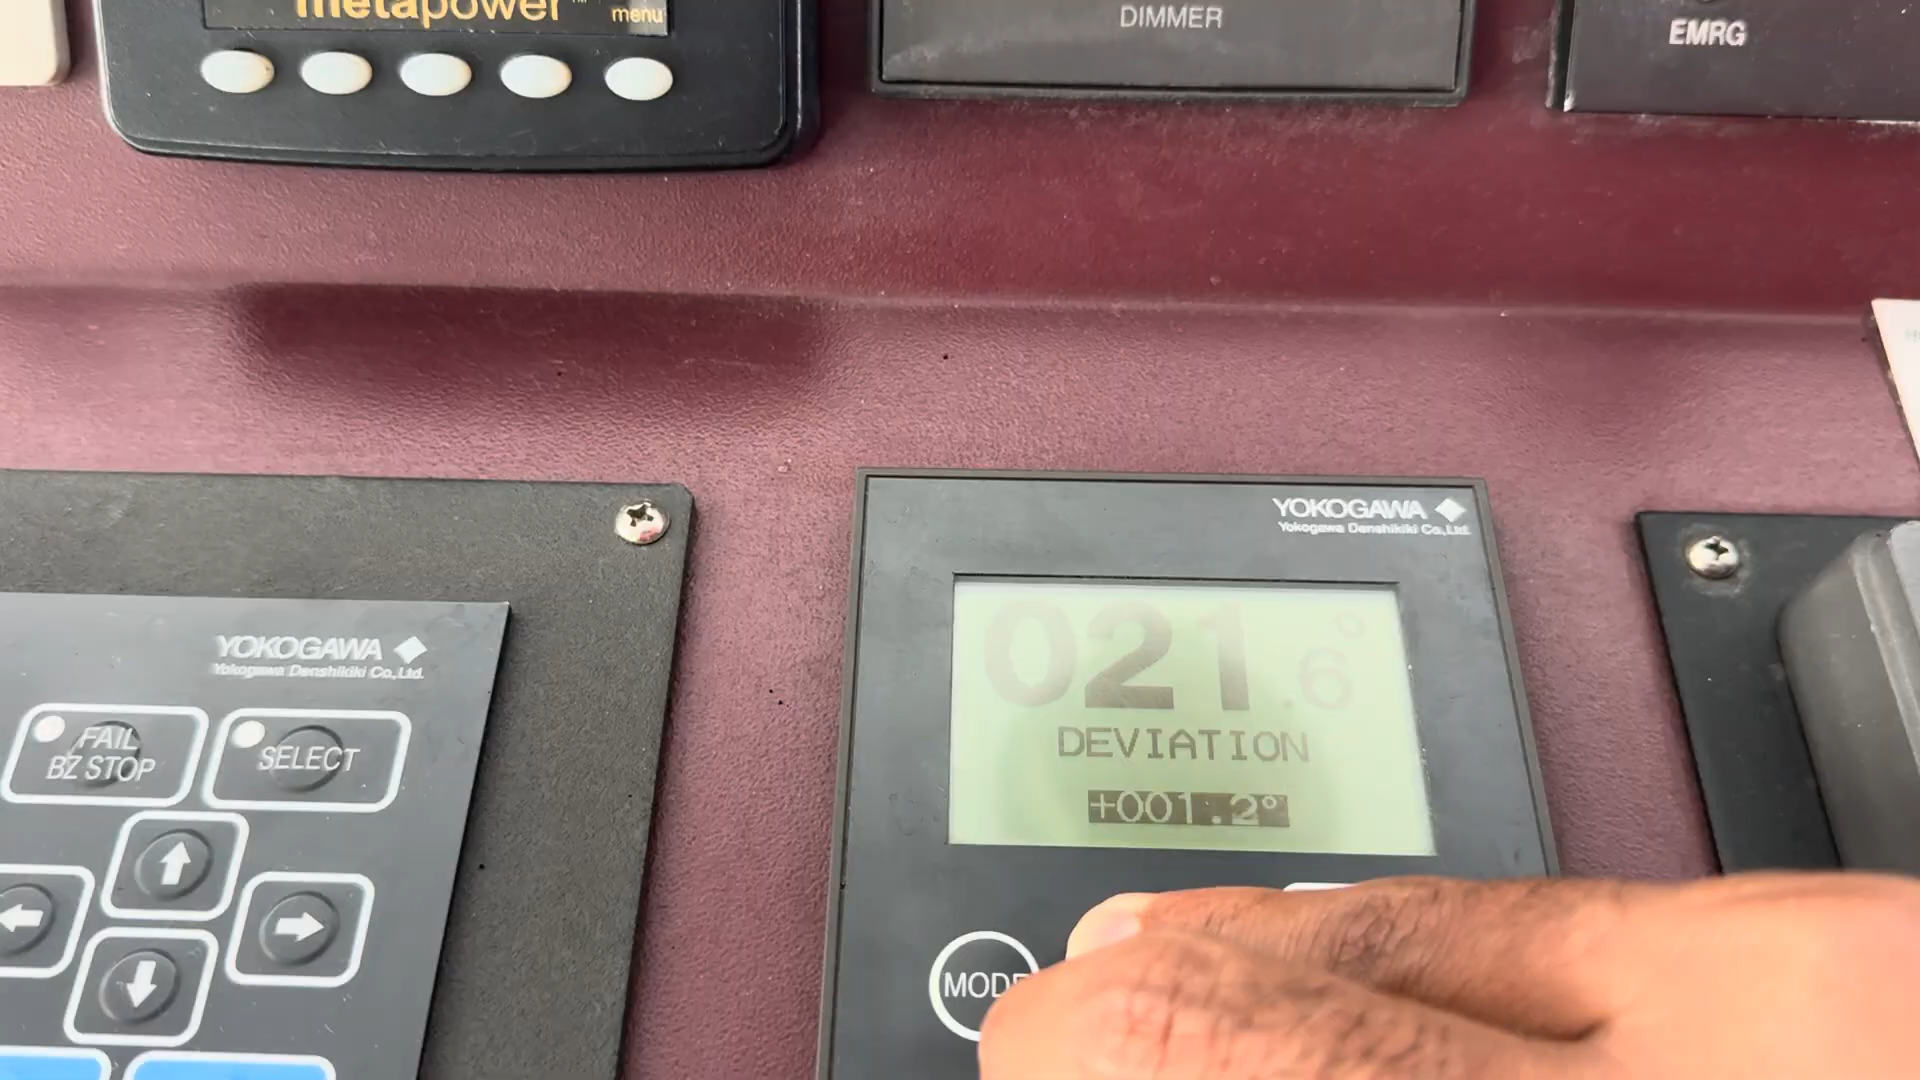 metapower™
menu
DIMMER
EMRG
YOKOGAWA
Yokogawa Denshikiki Co.,Ltd.
021.6°
DEVIATION
+001.2°
MODE
YOKOGAWA
Yokogawa Denshikiki Co.,Ltd.
FAIL
BZ STOP
SELECT